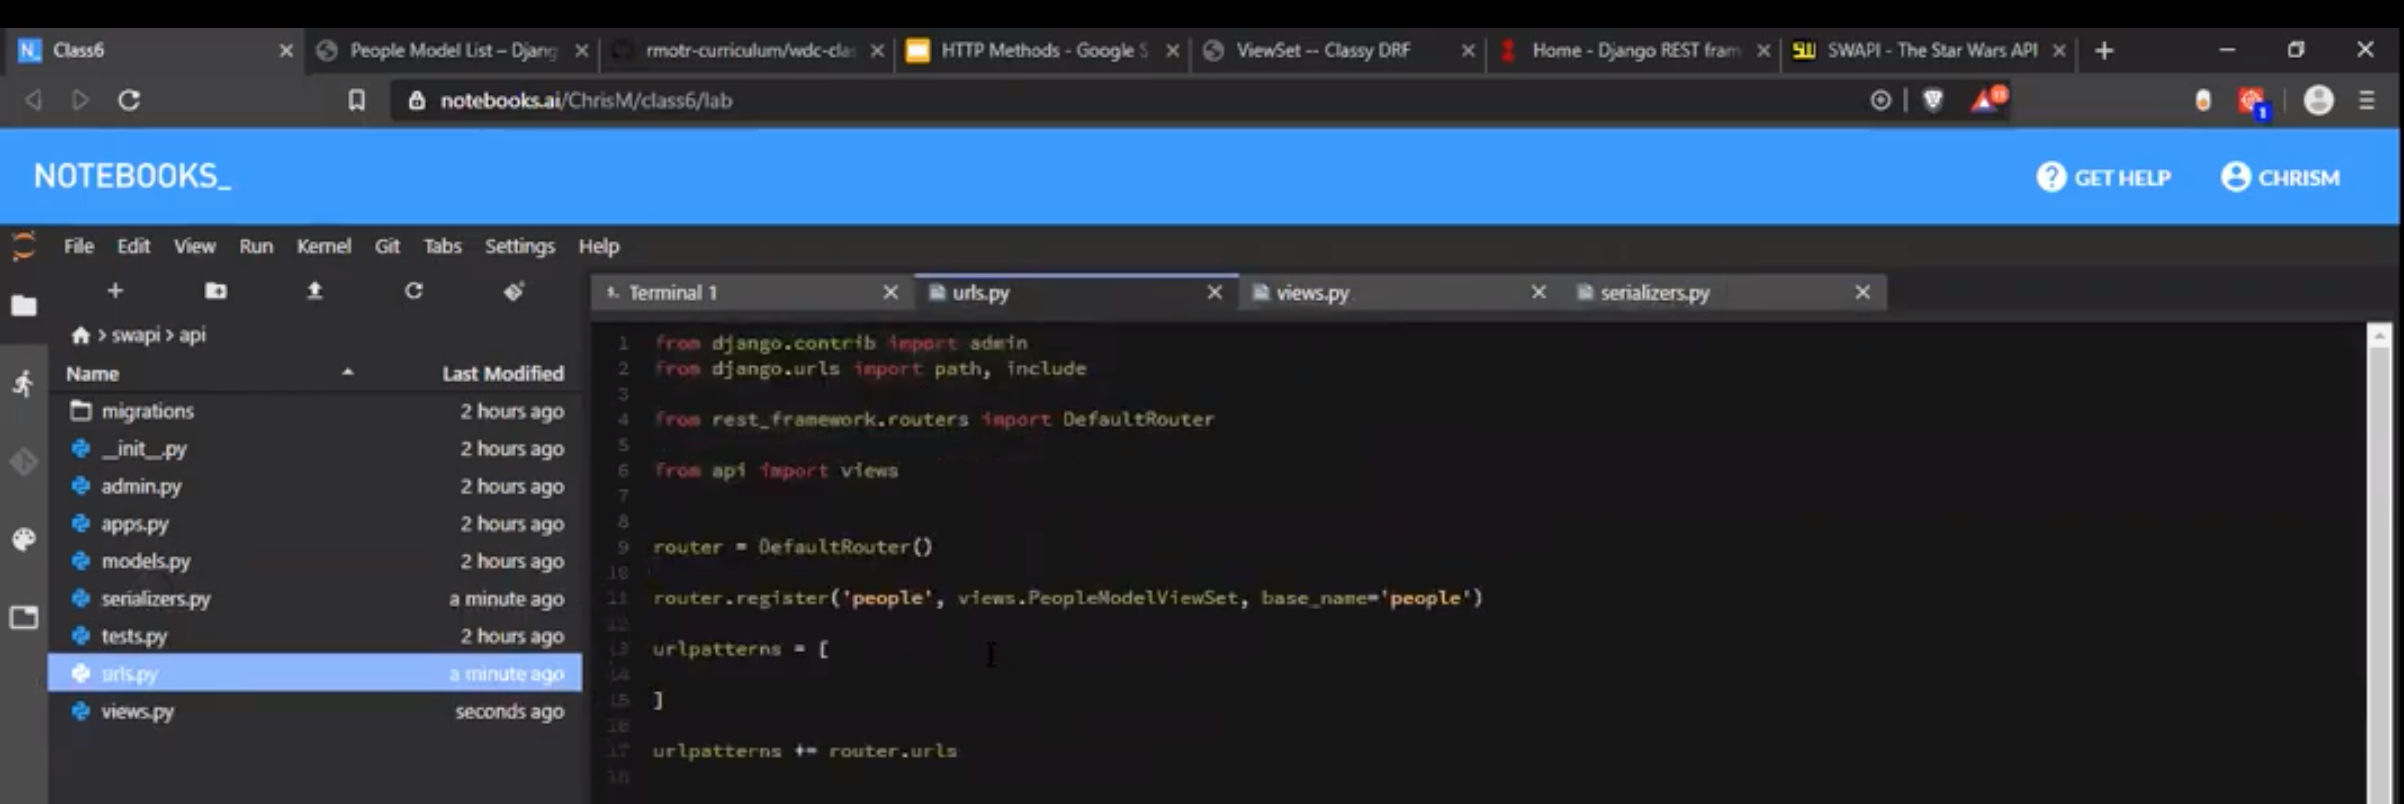 Class6
People Model List – Djang
rmotr-curriculum/wdc-clas
HTTP Methods - Google S
ViewSet -- Classy DRF
Home - Django REST fram
SWAPI - The Star Wars API
notebooks.ai/ChrisM/class6/lab
NOTEBOOKS_
GET HELP
CHRISM
File Edit View Run Kernel Git Tabs Settings Help
Terminal 1
urls.py
views.py
serializers.py
> swapi > api
Name Last Modified
migrations 2 hours ago
__init__.py 2 hours ago
admin.py 2 hours ago
apps.py 2 hours ago
models.py 2 hours ago
serializers.py a minute ago
tests.py 2 hours ago
urls.py a minute ago
views.py seconds ago
1 from django.contrib import admin
2 from django.urls import path, include
3
4 from rest_framework.routers import DefaultRouter
5
6 from api import views
7
8
9 router = DefaultRouter()
10
11 router.register('people', views.PeopleModelViewSet, base_name='people')
12
13 urlpatterns = [
14
15 ]
16
17 urlpatterns += router.urls
18